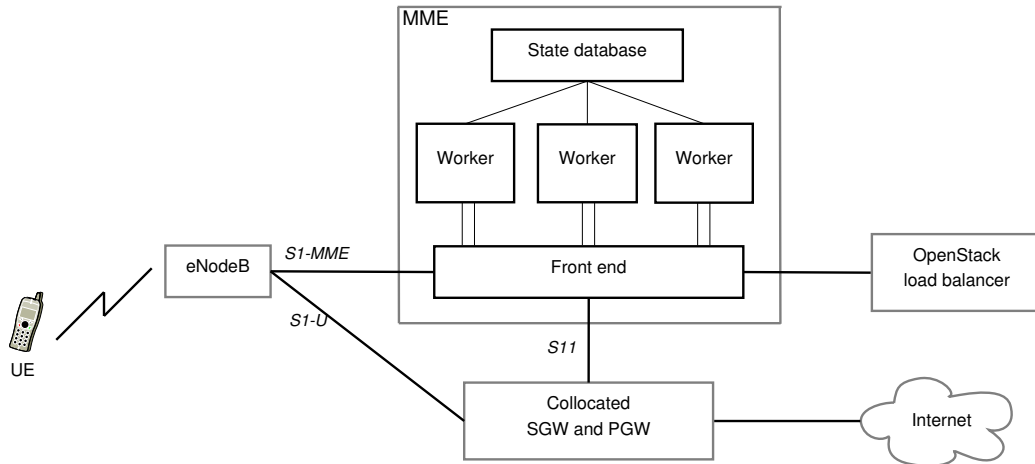 MME
State database
Worker
Worker
Worker
S1-MME
eNodeB
Front end
OpenStack
load balancer
S1-U
S11
UE
Collocated
SGW and PGW
Internet